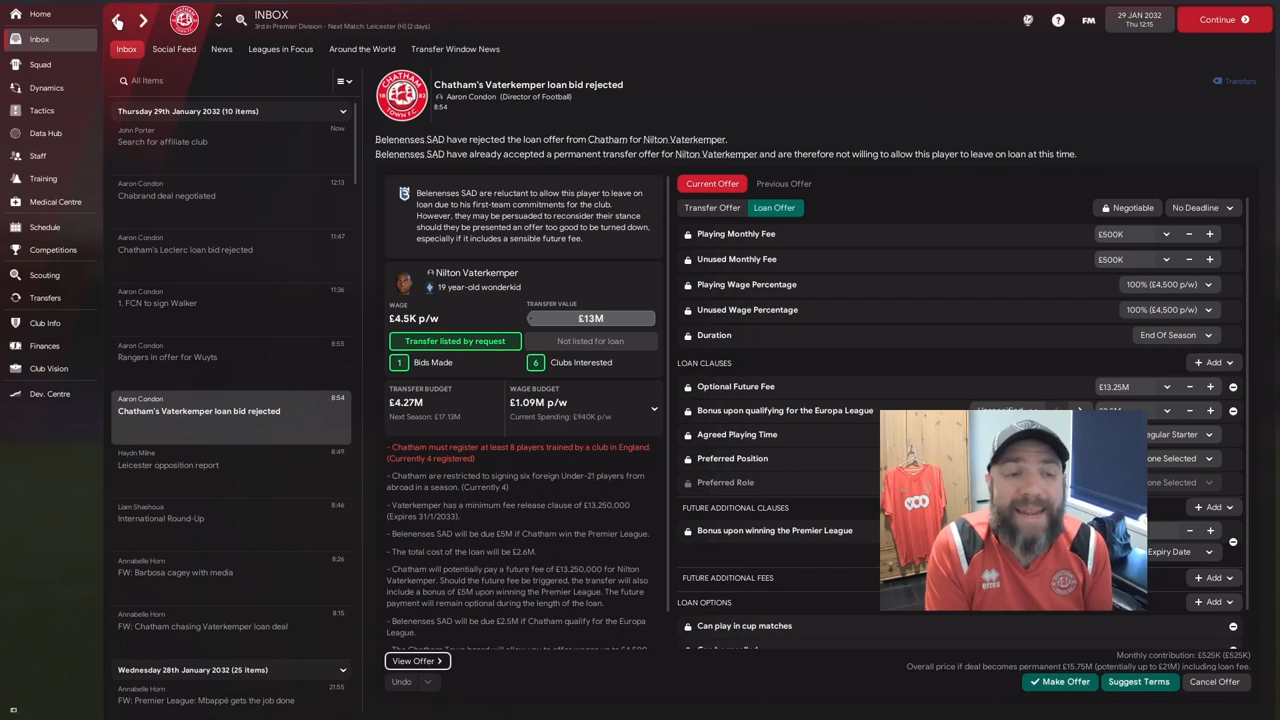 Home
Inbox
Squad
Dynamics
Tactics
Data Hub
Staff
Training
Medical Centre
Schedule
Competitions
Scouting
Transfers
Club Info
Finances
Club Vision
Dev. Centre
INBOX
3rd in Premier Division - Next Match: Leicester (H) (2 days)
FM
29 JAN 2032
Thu 12:15
Continue
Inbox
Social Feed
News
Leagues in Focus
Around the World
Transfer Window News
All Items
Thursday 29th January 2032 (10 items)
John Porter
Now
Search for affiliate club
Aaron Condon
12:13
Chabrand deal negotiated
Aaron Condon
11:47
Chatham's Leclerc loan bid rejected
Aaron Condon
11:36
1. FCN to sign Walker
Aaron Condon
8:55
Rangers in offer for Wuyts
Aaron Condon
8:54
Chatham's Vaterkemper loan bid rejected
Haydn Milne
8:49
Leicester opposition report
Liam Shashoua
8:46
International Round-Up
Annabelle Horn
8:26
FW: Barbosa cagey with media
Annabelle Horn
8:15
FW: Chatham chasing Vaterkemper loan deal
Wednesday 28th January 2032 (25 items)
Annabelle Horn
21:55
FW: Premier League: Mbappé gets the job done
Chatham's Vaterkemper loan bid rejected
Aaron Condon (Director of Football)
8:54
Transfers
Belenenses SAD have rejected the loan offer from Chatham for Nilton Vaterkemper.
Belenenses SAD have already accepted a permanent transfer offer for Nilton Vaterkemper and are therefore not willing to allow this player to leave on loan at this time.
Belenenses SAD are reluctant to allow this player to leave on
loan due to his first-team commitments for the club.
However, they may be persuaded to reconsider their stance
should they be presented an offer too good to be turned down,
especially if it includes a sensible future fee.
Nilton Vaterkemper
19 year-old wonderkid
WAGE
£4.5K p/w
TRANSFER VALUE
£13M
Transfer listed by request
Not listed for loan
1 Bids Made
6 Clubs Interested
TRANSFER BUDGET
£4.27M
Next Season: £17.13M
WAGE BUDGET
£1.09M p/w
Current Spending: £940K p/w
- Chatham must register at least 8 players trained by a club in England.
(Currently 4 registered)
- Chatham are restricted to signing six foreign Under-21 players from
abroad in a season. (Currently 4)
- Vaterkemper has a minimum fee release clause of £13,250,000
(Expires 31/1/2033).
- Belenenses SAD will be due £5M if Chatham win the Premier League.
- The total cost of the loan will be £2.6M.
- Chatham will potentially pay a future fee of £13,250,000 for Nilton
Vaterkemper. Should the future fee be triggered, the transfer will also
include a bonus of £5M upon winning the Premier League. The future
payment will remain optional during the length of the loan.
- Belenenses SAD will be due £2.5M if Chatham qualify for the Europa
League.
View Offer
Undo
Current Offer
Previous Offer
Transfer Offer
Loan Offer
Negotiable
No Deadline
Playing Monthly Fee
£500K
Unused Monthly Fee
£500K
Playing Wage Percentage
100% (£4,500 p/w)
Unused Wage Percentage
100% (£4,500 p/w)
Duration
End Of Season
LOAN CLAUSES
Add
Optional Future Fee
£13.25M
Bonus upon qualifying for the Europa League
Agreed Playing Time
Preferred Position
Preferred Role
FUTURE ADDITIONAL CLAUSES
Add
Bonus upon winning the Premier League
Expiry Date
FUTURE ADDITIONAL FEES
Add
LOAN OPTIONS
Add
Can play in cup matches
Monthly contribution: £525K (£525K)
Overall price if deal becomes permanent £15.75M (potentially up to £21M) including loan fee.
Make Offer
Suggest Terms
Cancel Offer